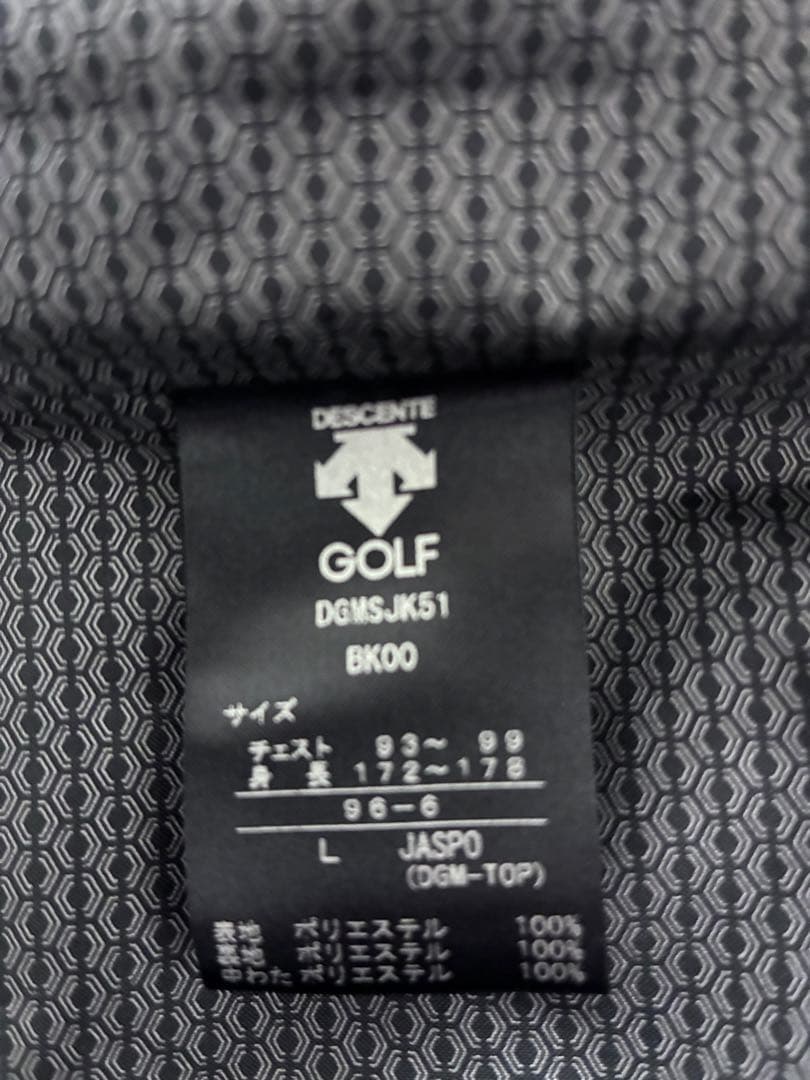 DESCENTE
GOLF
DGMSJK51
BK00
サイズ
チェスト 93～ 99
身 長 172～178
96-6
L JASPO
(DGM-TOP)
表地 ポリエステル 100%
裏地 ポリエステル 100%
中わた ポリエステル 100%